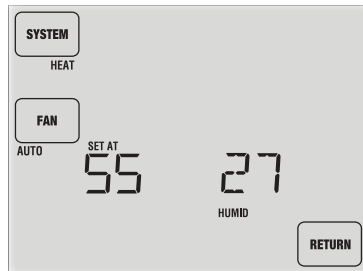 SYSTEM
HEAT
FAN
AUTO
SET AT
55 27
HUMID
RETURN